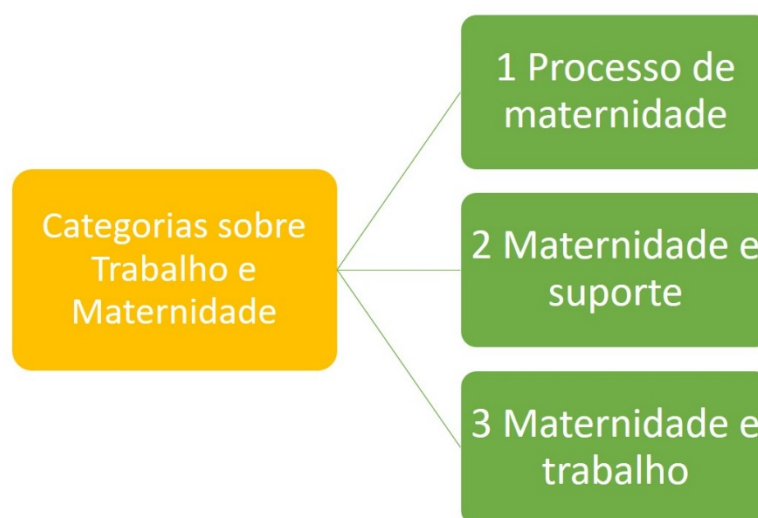 1 Processo de
maternidade
Categorias sobre
Trabalho e
Maternidade
2 Maternidade e
suporte
3 Maternidade e
trabalho